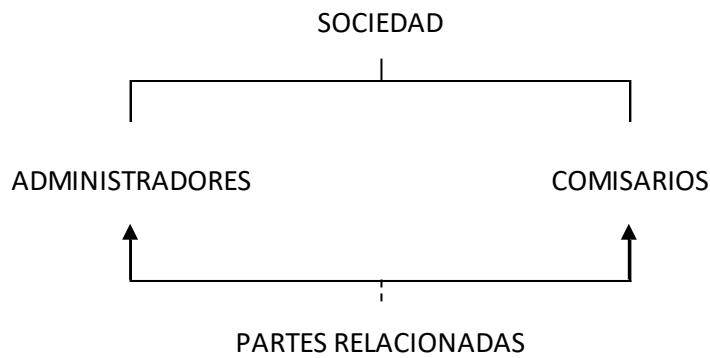 SOCIEDAD
ADMINISTRADORES
COMISARIOS
PARTES RELACIONADAS